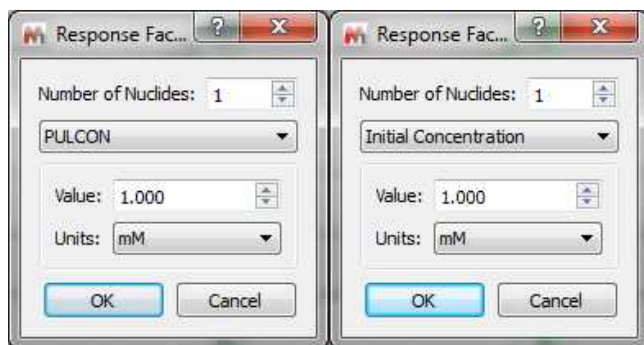 Response Fac...
Number of Nuclides: 1
PULCON
Value: 1.000
Units: mM
OK Cancel
Response Fac...
Number of Nuclides: 1
Initial Concentration
Value: 1.000
Units: mM
OK Cancel